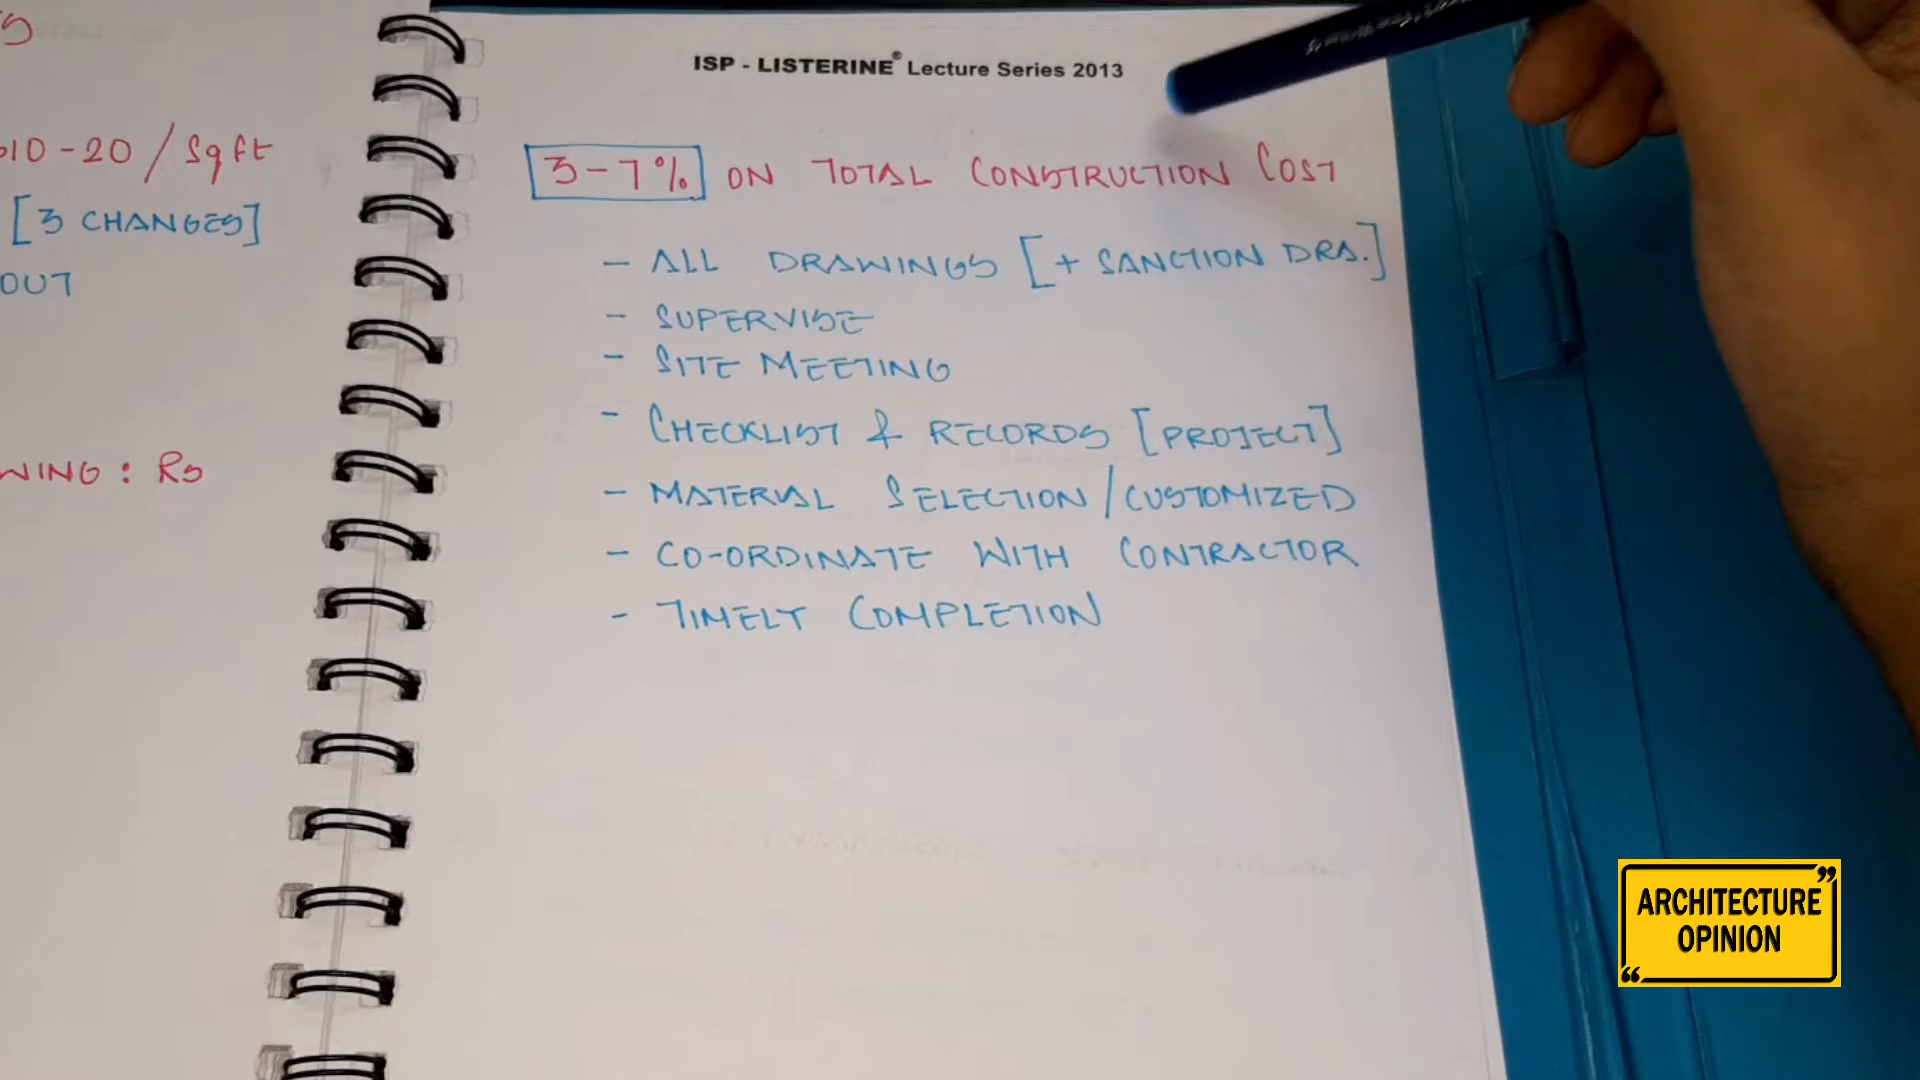 10-20 / Sqft
[3 CHANGES]
OUT
WING : RS
ISP - LISTERINE® Lecture Series 2013
3-7% ON TOTAL CONSTRUCTION COST
- ALL DRAWINGS [+ SANCTION DRA.]
- SUPERVISE
- SITE MEETING
- CHECKLIST & RECORDS [PROJECT]
- MATERIAL SELECTION/CUSTOMIZED
- CO-ORDINATE WITH CONTRACTOR
- TIMELY COMPLETION
ARCHITECTURE
OPINION